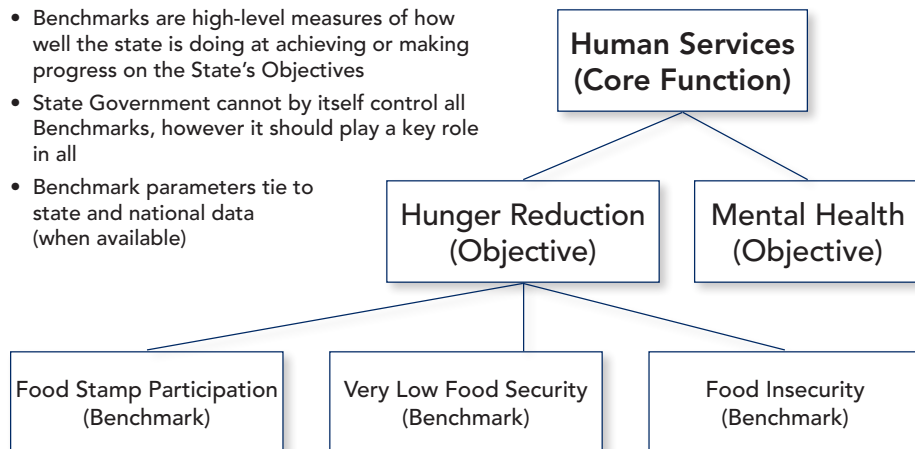 • Benchmarks are high-level measures of how
well the state is doing at achieving or making
progress on the State’s Objectives
• State Government cannot by itself control all
Benchmarks, however it should play a key role
in all
• Benchmark parameters tie to
state and national data
(when available)
Human Services
(Core Function)
Hunger Reduction
(Objective)
Mental Health
(Objective)
Food Stamp Participation
(Benchmark)
Very Low Food Security
(Benchmark)
Food Insecurity
(Benchmark)